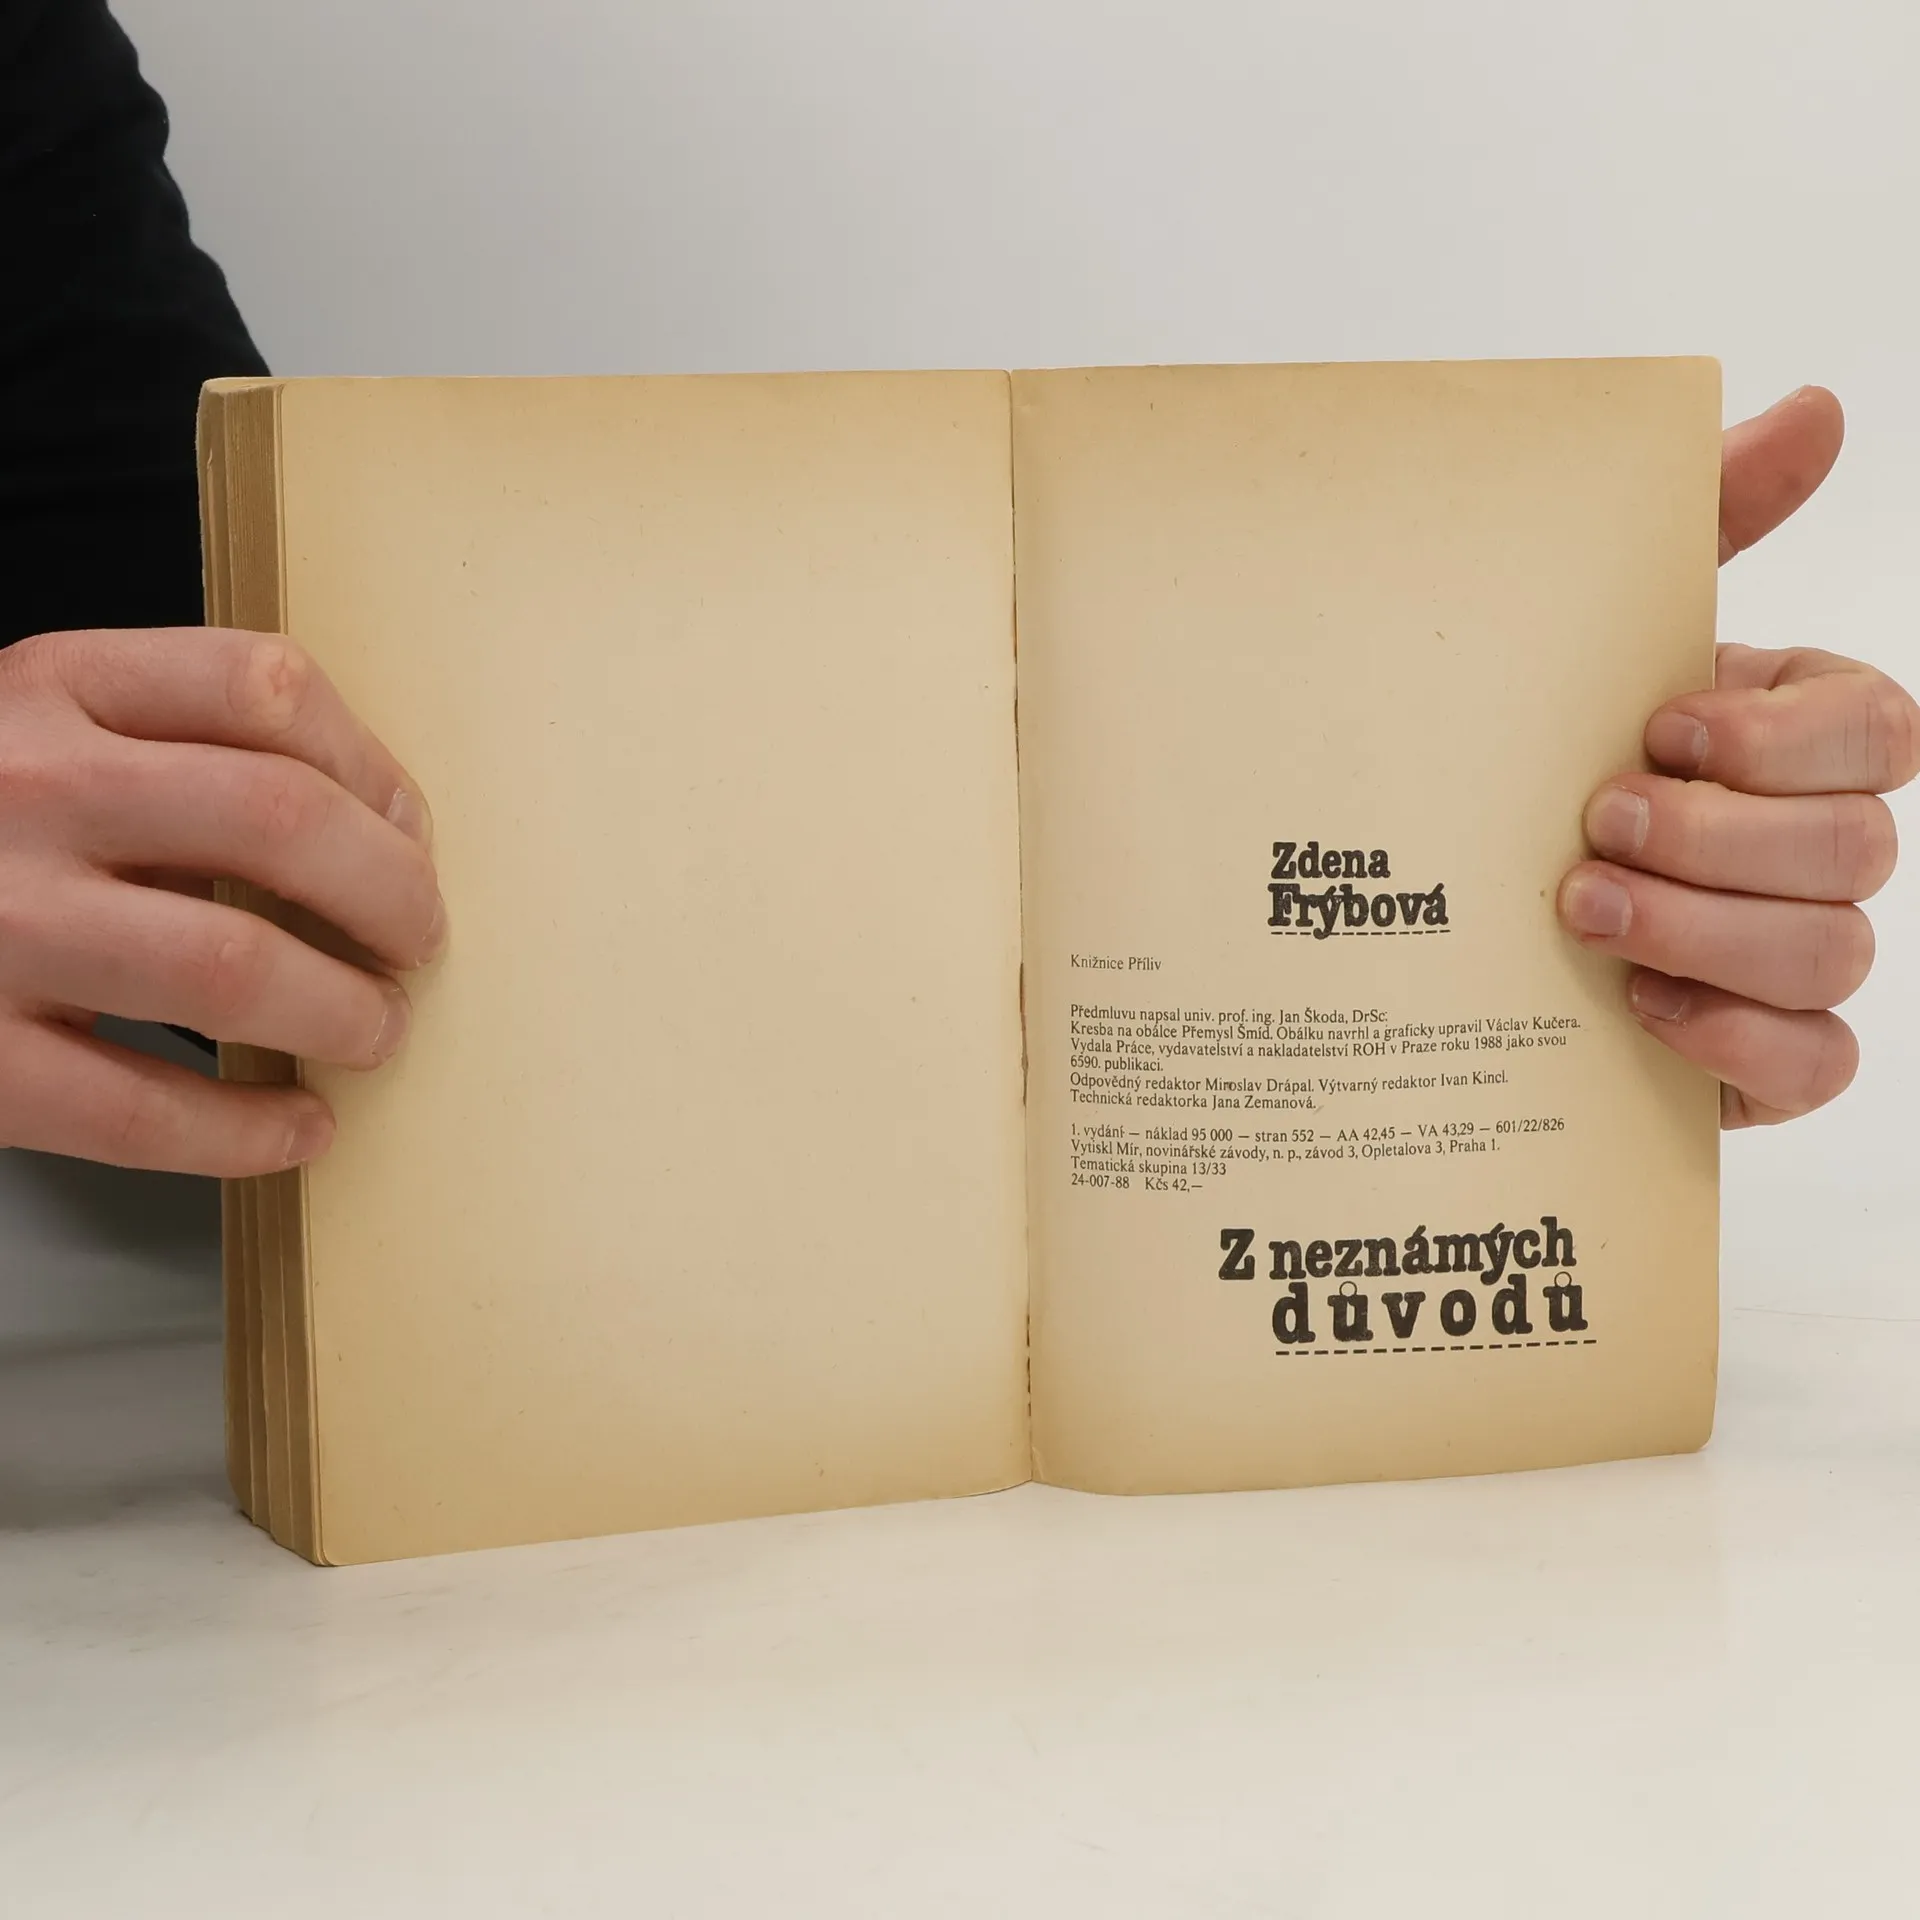 Zdena
Frýbová
Knižnice Příliv
Předmluvu napsal univ. prof. ing. Jan Škoda, DrSc.
Kresba na obálce Přemysl Šmíd. Obálku navrhl a graficky upravil Václav Kučera.
Vydala Práce, vydavatelství a nakladatelství ROH v Praze roku 1988 jako svou
6590. publikaci.
Odpovědný redaktor Miroslav Drápal. Výtvarný redaktor Ivan Kincl.
Technická redaktorka Jana Zemanová.
1. vydání — náklad 95 000 — stran 552 — AA 42,45 — VA 43,29 — 601/22/826
Vytiskl Mír, novinářské závody, n. p., závod 3, Opletalova 3, Praha 1.
Tematická skupina 13/33
24-007-88 Kčs 42,—
Z neznámých
důvodů